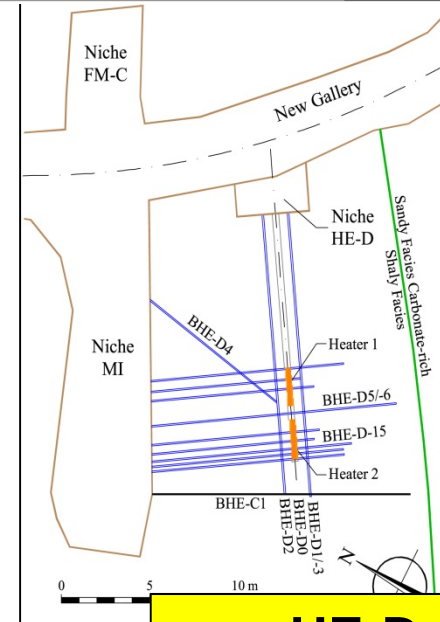 Niche
FM-C
New Gallery
Niche
HE-D
Sandy Facies Carbonate-rich
Shaly Facies
BHE-D4
Niche
MI
Heater 1
BHE-D5/-6
BHE-D-15
Heater 2
BHE-C1
BHE-D2
BHE-D0
BHE-D1/-3
N
0 5 10 m
HE-D